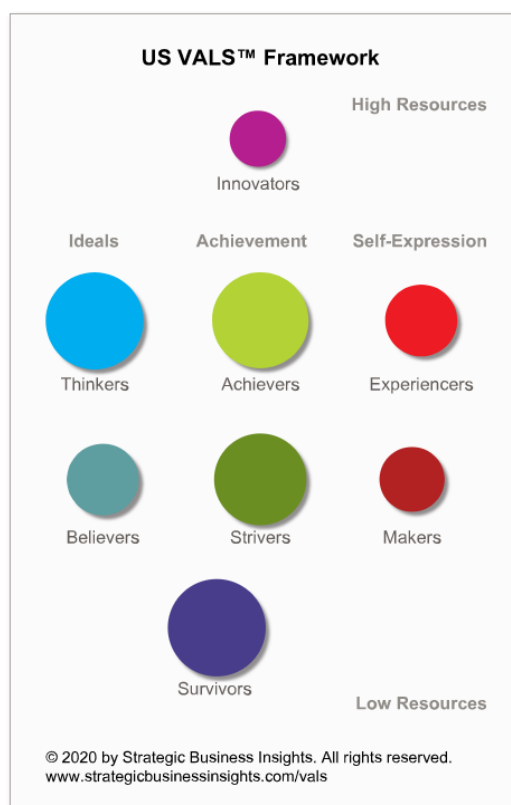 US VALS™ Framework
High Resources
Innovators
Ideals Achievement Self-Expression
Thinkers Achievers Experiencers
Believers Strivers Makers
Survivors
Low Resources
© 2020 by Strategic Business Insights. All rights reserved.
www.strategicbusinessinsights.com/vals